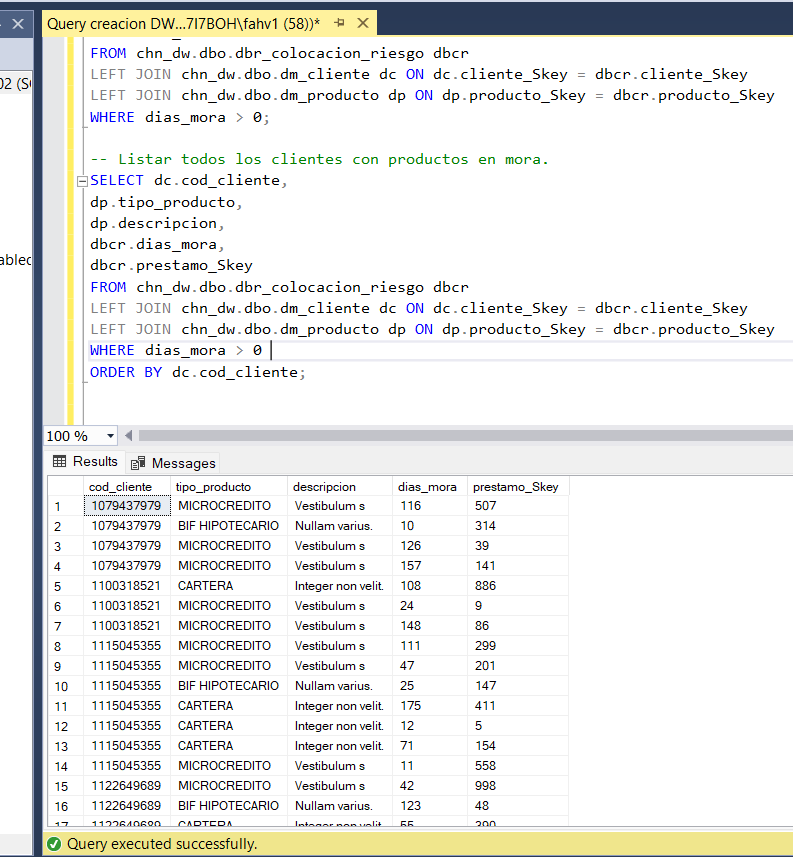 Query creacion DW...7I7BOH\fahv1 (58))*
02 (S
FROM chn_dw.dbo.dbr_colocacion_riesgo dbcr
LEFT JOIN chn_dw.dbo.dm_cliente dc ON dc.cliente_Skey = dbcr.cliente_Skey
LEFT JOIN chn_dw.dbo.dm_producto dp ON dp.producto_Skey = dbcr.producto_Skey
WHERE dias_mora > 0;
-- Listar todos los clientes con productos en mora.
SELECT dc.cod_cliente,
dp.tipo_producto,
dp.descripcion,
dbcr.dias_mora,
abled
dbcr.prestamo_Skey
FROM chn_dw.dbo.dbr_colocacion_riesgo dbcr
LEFT JOIN chn_dw.dbo.dm_cliente dc ON dc.cliente_Skey = dbcr.cliente_Skey
LEFT JOIN chn_dw.dbo.dm_producto dp ON dp.producto_Skey = dbcr.producto_Skey
WHERE dias_mora > 0
ORDER BY dc.cod_cliente;
100 %
Results Messages
cod_cliente tipo_producto descripcion dias_mora prestamo_Skey
1 1079437979 MICROCREDITO Vestibulum s 116 507
2 1079437979 BIF HIPOTECARIO Nullam varius. 10 314
3 1079437979 MICROCREDITO Vestibulum s 126 39
4 1079437979 MICROCREDITO Vestibulum s 157 141
5 1100318521 CARTERA Integer non velit. 108 886
6 1100318521 MICROCREDITO Vestibulum s 24 9
7 1100318521 MICROCREDITO Vestibulum s 148 86
8 1115045355 MICROCREDITO Vestibulum s 111 299
9 1115045355 MICROCREDITO Vestibulum s 47 201
10 1115045355 BIF HIPOTECARIO Nullam varius. 25 147
11 1115045355 CARTERA Integer non velit. 175 411
12 1115045355 CARTERA Integer non velit. 12 5
13 1115045355 CARTERA Integer non velit. 71 154
14 1115045355 MICROCREDITO Vestibulum s 11 558
15 1122649689 MICROCREDITO Vestibulum s 42 998
16 1122649689 BIF HIPOTECARIO Nullam varius. 123 48
17 1122649689 CARTERA Integer non velit. 55 390
Query executed successfully.